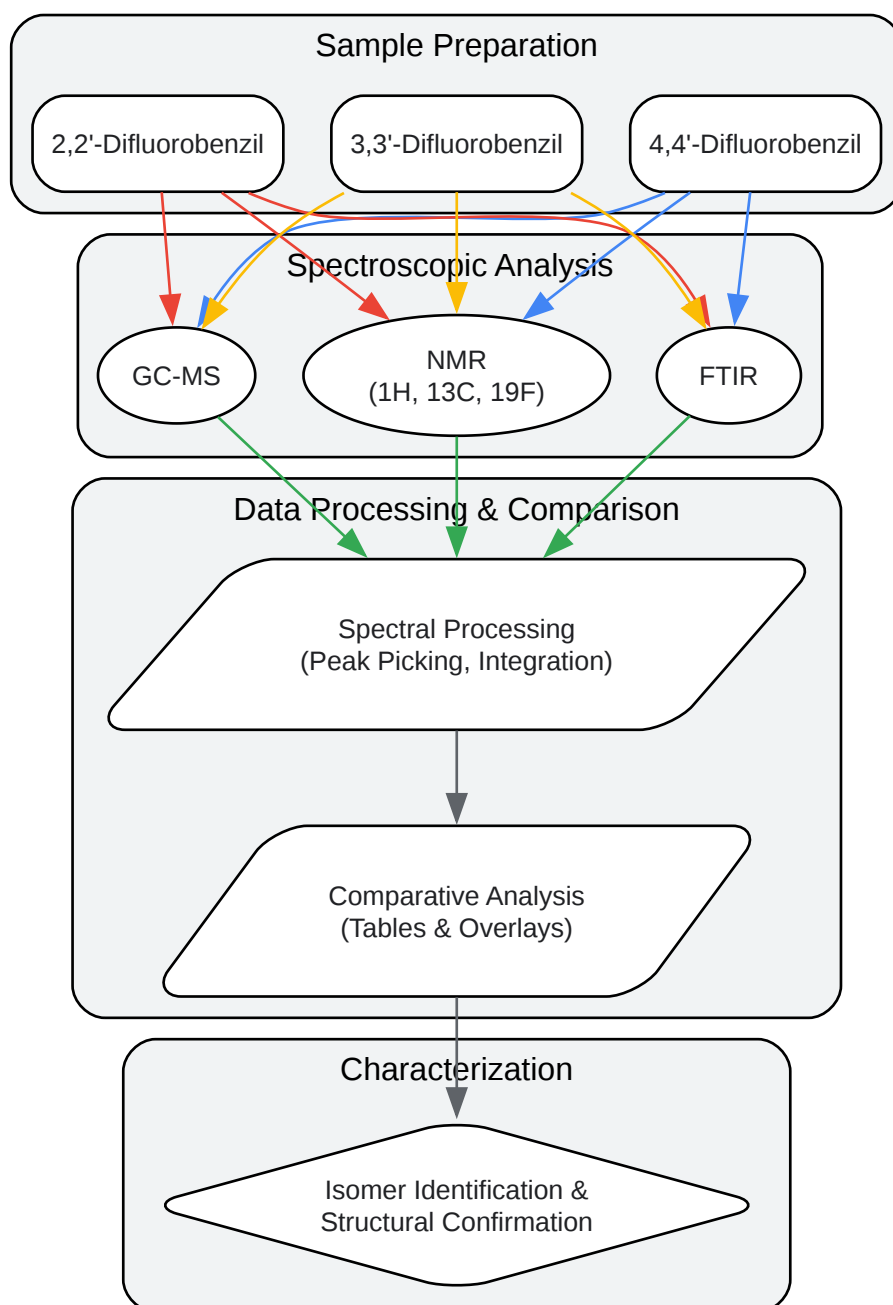 Sample Preparation
2,2'-Difluorobenzil
3,3'-Difluorobenzil
4,4'-Difluorobenzil
Spectroscopic Analysis
GC-MS
NMR
(1H, 13C, 19F)
FTIR
Data Processing & Comparison
Spectral Processing
(Peak Picking, Integration)
Comparative Analysis
(Tables & Overlays)
Characterization
Isomer Identification &
Structural Confirmation